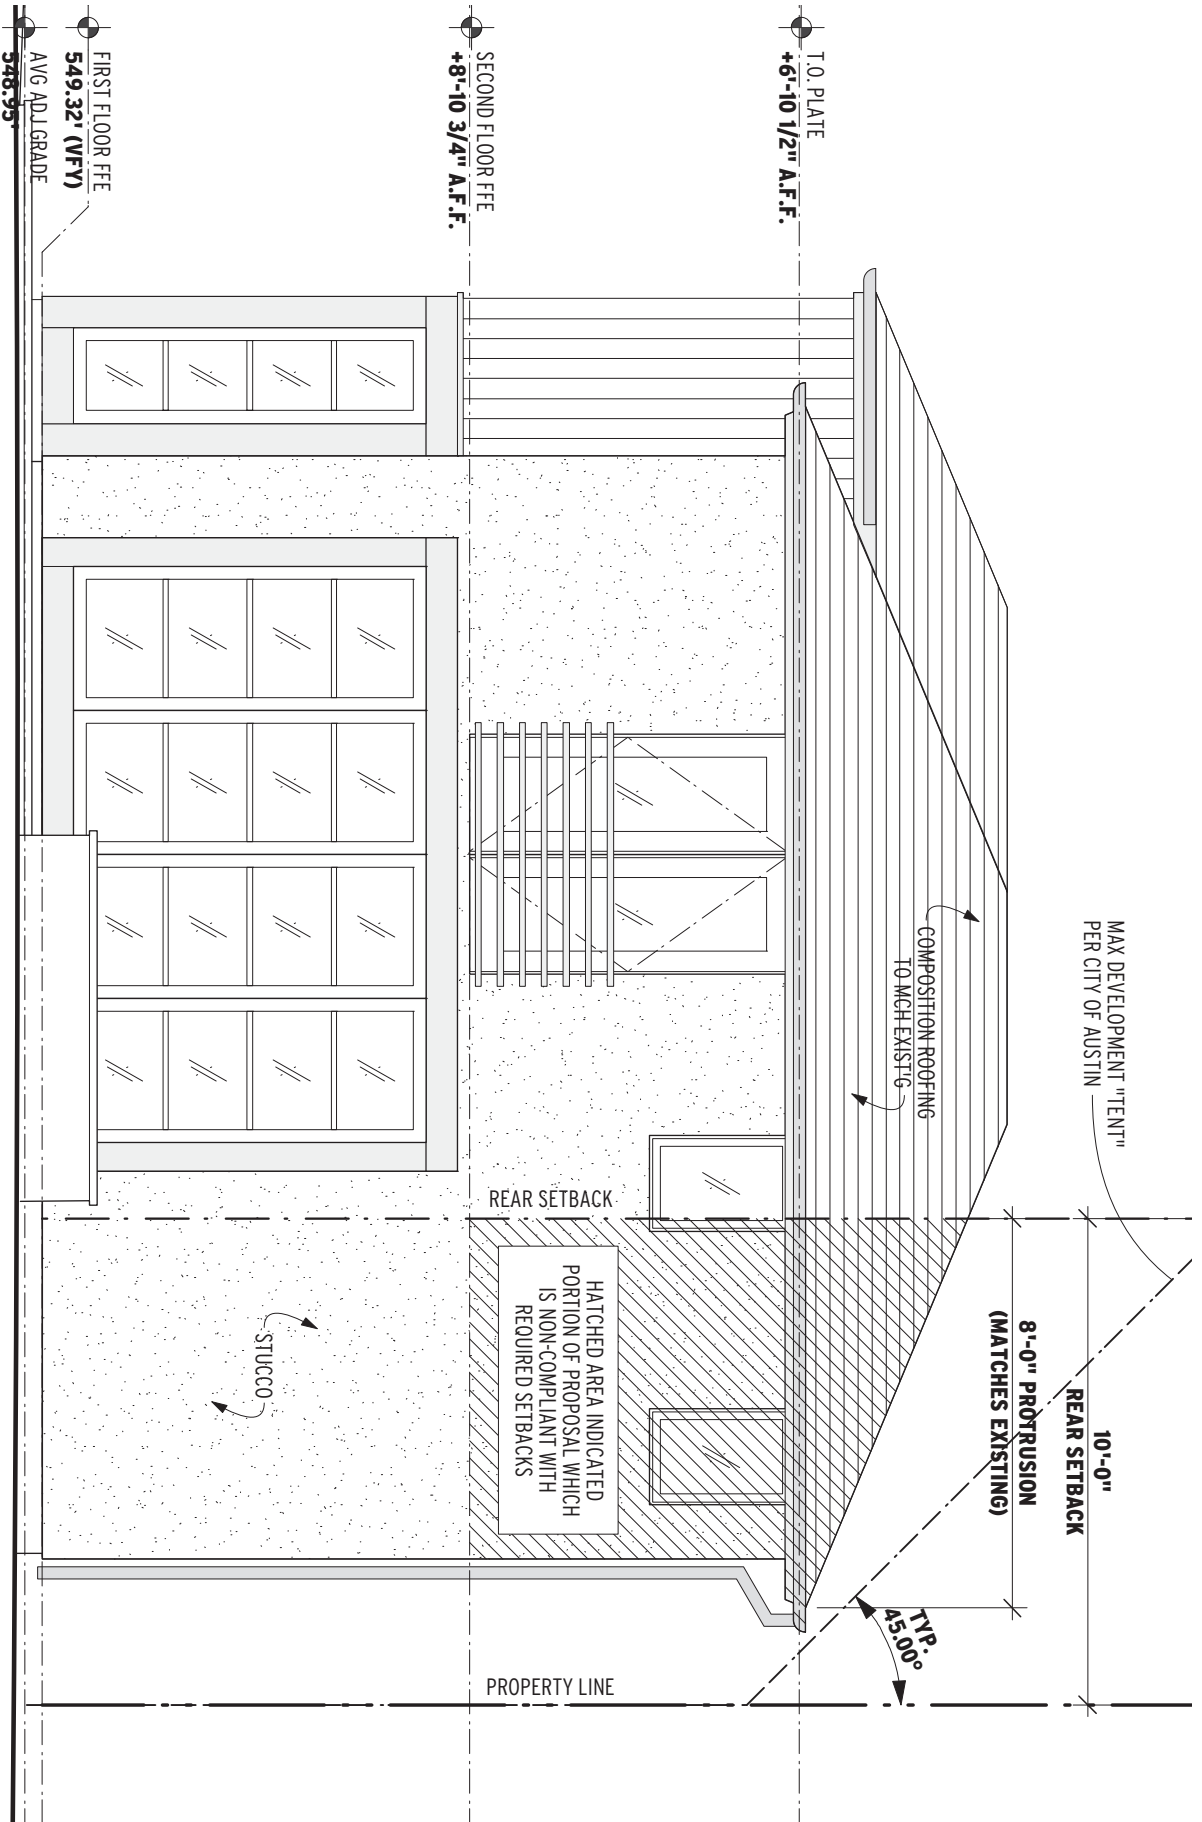 T.O. PLATE
+6'-10 1/2" A.F.F.
SECOND FLOOR FFE
+8'-10 3/4" A.F.F.
FIRST FLOOR FFE
549.32' (VFY)
AVG ADJ GRADE
548.95'
MAX DEVELOPMENT "TENT"
PER CITY OF AUSTIN
COMPOSITION ROOFING
TO MCH EXIST'G
10'-0"
REAR SETBACK
8'-0" PROTRUSION
(MATCHES EXISTING)
TYP.
45.00°
REAR SETBACK
HATCHED AREA INDICATED
PORTION OF PROPOSAL WHICH
IS NON-COMPLIANT WITH
REQUIRED SETBACKS
STUCCO
PROPERTY LINE